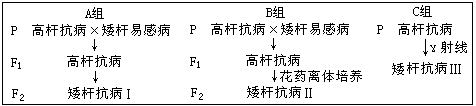 A组 B组 C组
P 高杆抗病×矮杆易感病 P 高杆抗病×矮杆易感病 P 高杆抗病
↓ ↓ ↓γ射线
F₁ 高杆抗病 F₁ 高杆抗病 矮杆抗病Ⅲ
↓ ↓花药离体培养
F₂ 矮杆抗病Ⅰ F₂ 矮杆抗病Ⅱ